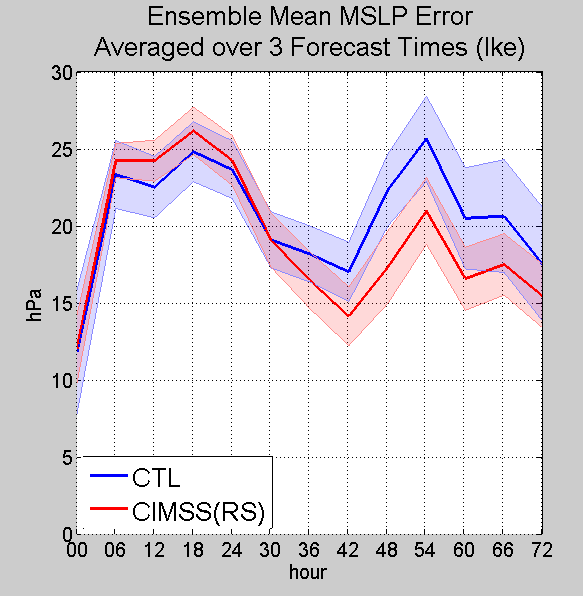 Ensemble Mean MSLP Error
Averaged over 3 Forecast Times (Ike)
30
25
20
15
10
5
0
hPa
CTL
CIMSS(RS)
00 06 12 18 24 30 36 42 48 54 60 66 72
hour